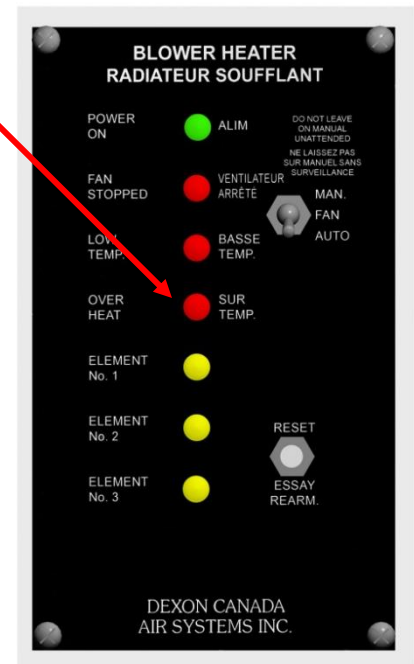 BLOWER HEATER
RADIATEUR SOUFFLANT
POWER
ON
ALIM
DO NOT LEAVE
ON MANUAL
UNATTENDED
NE LAISSEZ PAS
SUR MANUEL SANS
SURVEILLANCE
FAN
STOPPED
VENTILATEUR
ARRÊTÉ
MAN.
FAN
AUTO
LOW
TEMP.
BASSE
TEMP.
OVER
HEAT
SUR
TEMP.
ELEMENT
No. 1
ELEMENT
No. 2
RESET
ELEMENT
No. 3
ESSAY
REARM.
DEXON CANADA
AIR SYSTEMS INC.